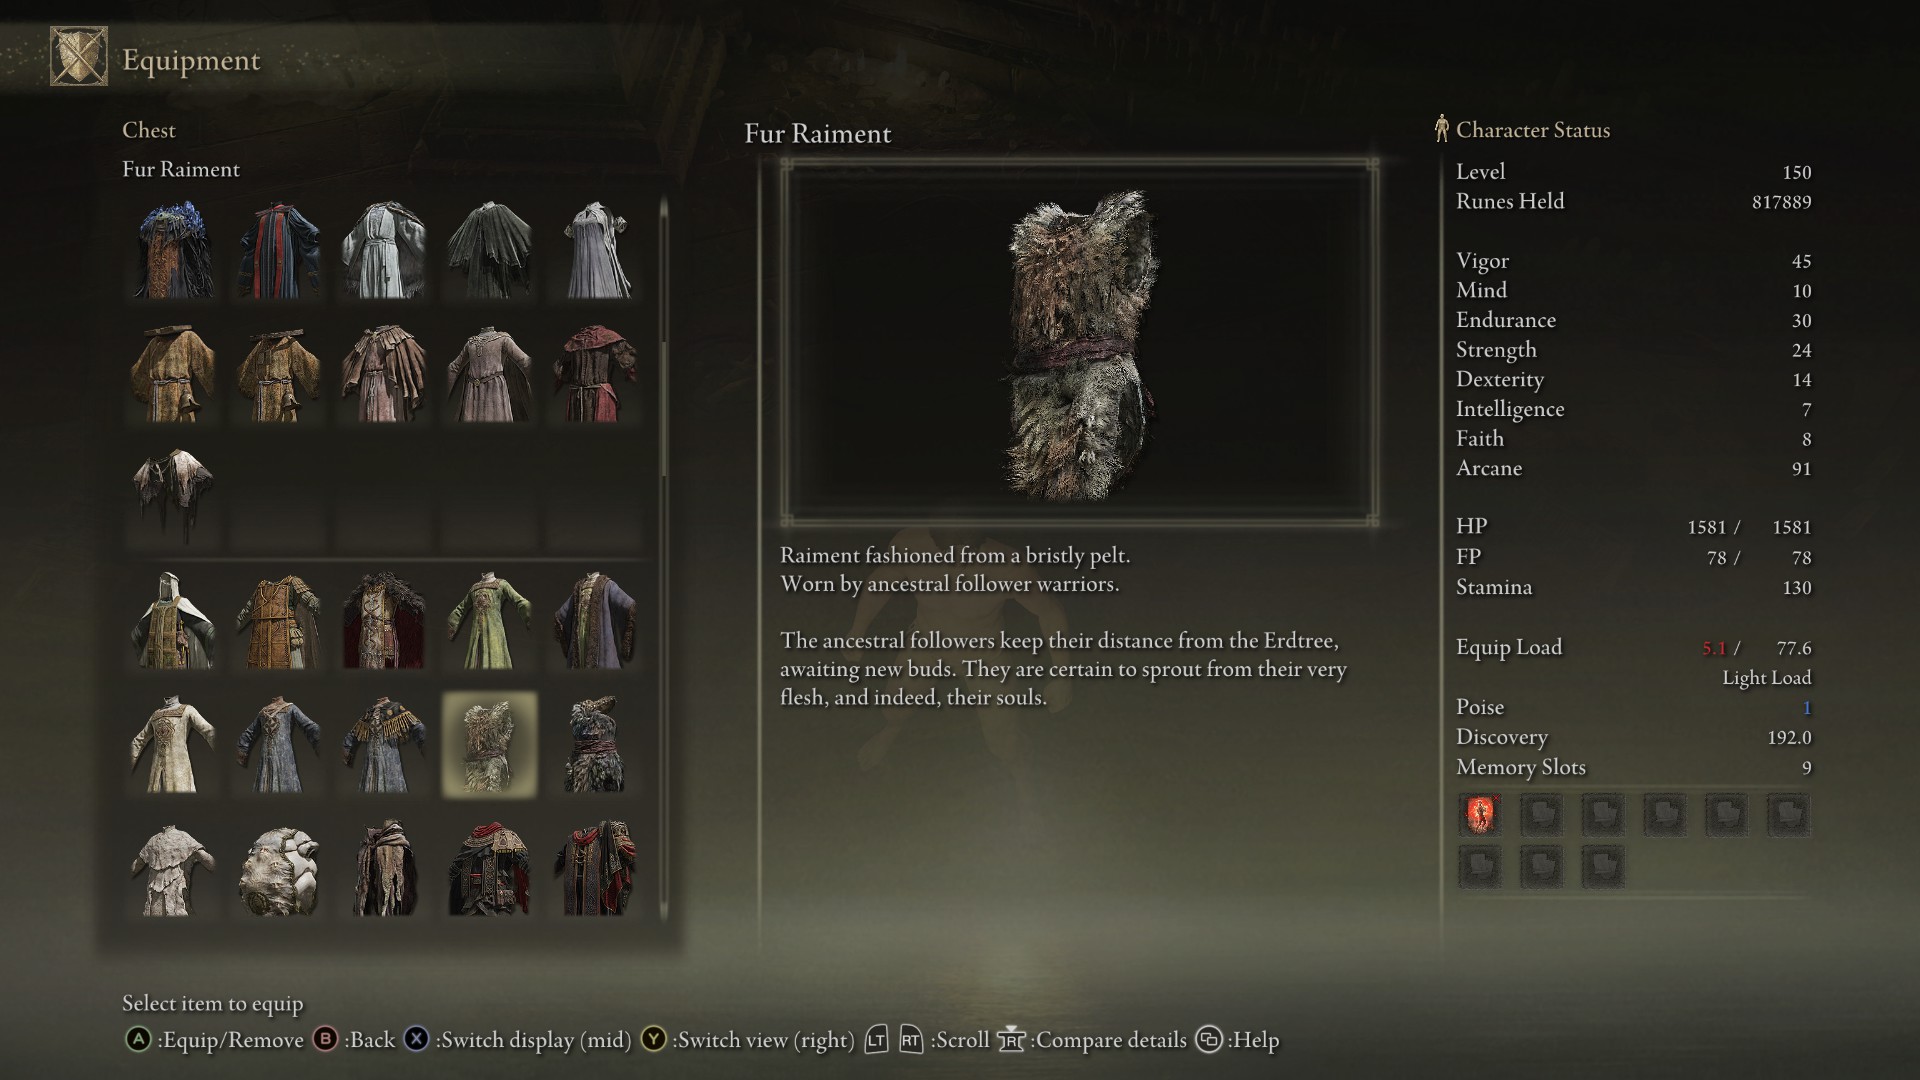 Equipment
Chest
Fur Raiment
Fur Raiment
Raiment fashioned from a bristly pelt.
Worn by ancestral follower warriors.
The ancestral followers keep their distance from the Erdtree,
awaiting new buds. They are certain to sprout from their very
flesh, and indeed, their souls.
Character Status
Level 150
Runes Held 817889
Vigor 45
Mind 10
Endurance 30
Strength 24
Dexterity 14
Intelligence 7
Faith 8
Arcane 91
HP 1581 / 1581
FP 78 / 78
Stamina 130
Equip Load 5.1 / 77.6
Light Load
Poise 1
Discovery 192.0
Memory Slots 9
Select item to equip
A :Equip/Remove B :Back X :Switch display (mid) Y :Switch view (right) LT RT :Scroll R :Compare details :Help